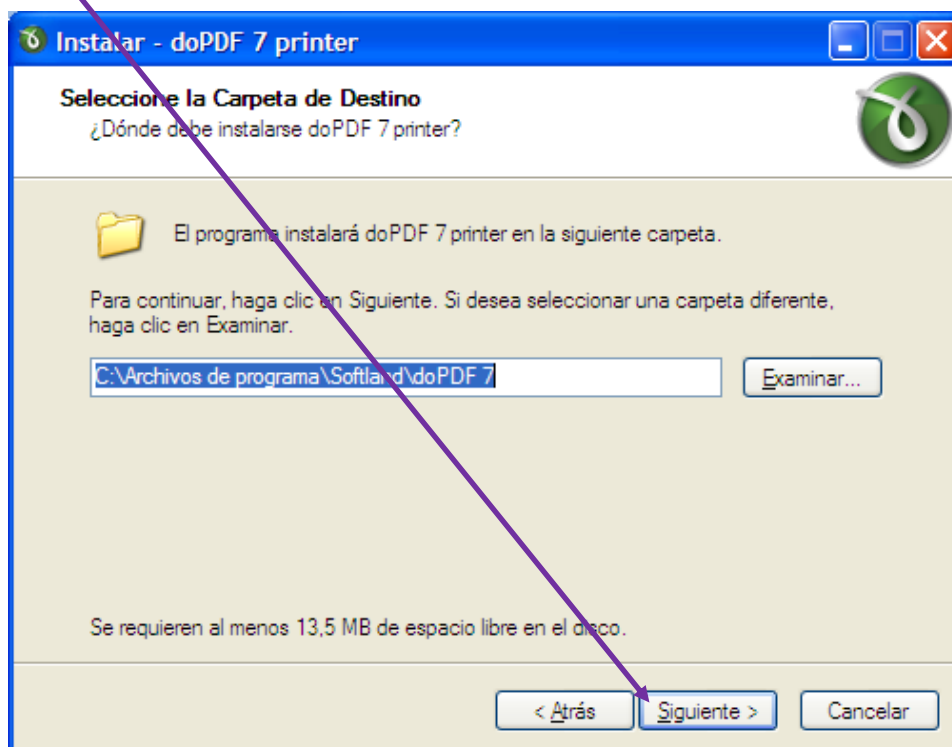 Instalar - doPDF 7 printer
Seleccione la Carpeta de Destino
¿Dónde debe instalarse doPDF 7 printer?
El programa instalará doPDF 7 printer en la siguiente carpeta.
Para continuar, haga clic en Siguiente. Si desea seleccionar una carpeta diferente,
haga clic en Examinar.
C:\Archivos de programa\Softland\doPDF 7
Examinar...
Se requieren al menos 13,5 MB de espacio libre en el disco.
< Atrás
Siguiente >
Cancelar